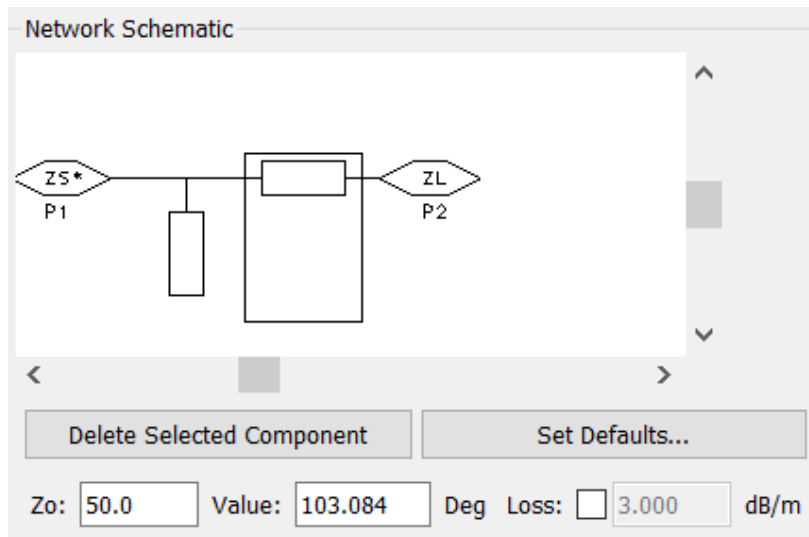 Network Schematic
ZS* ZL
P1 P2
Delete Selected Component Set Defaults...
Zo: 50.0 Value: 103.084 Deg Loss: 3.000 dB/m